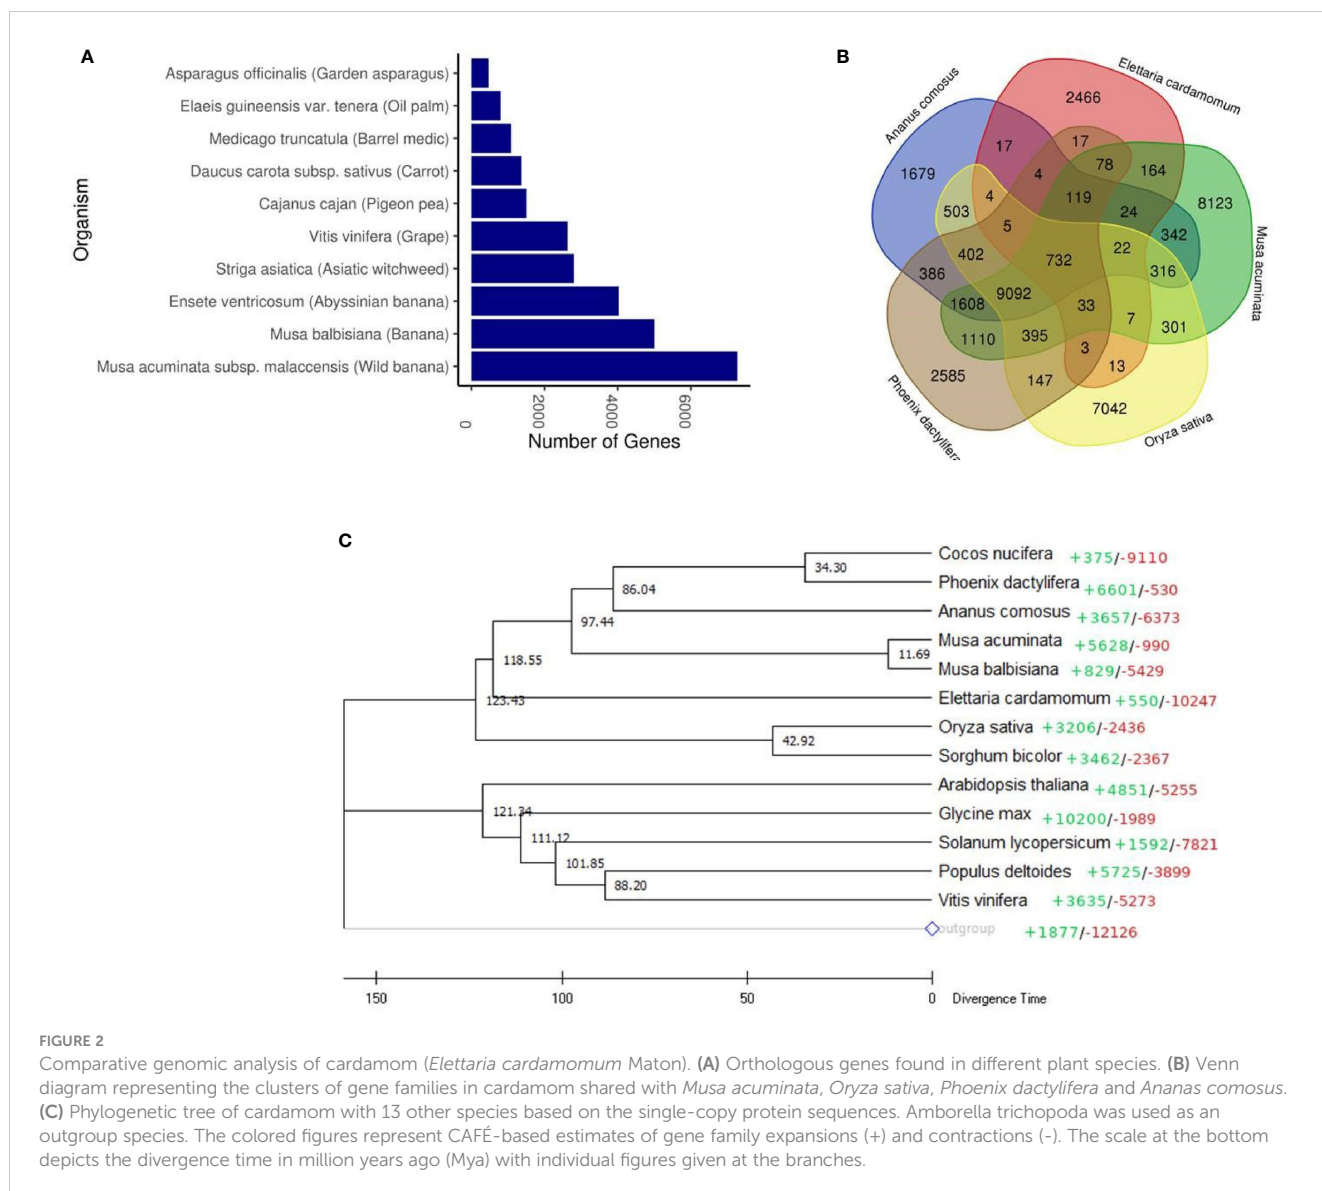 A
Organism
Asparagus officinalis (Garden asparagus)
Elaeis guineensis var. tenera (Oil palm)
Medicago truncatula (Barrel medic)
Daucus carota subsp. sativus (Carrot)
Cajanus cajan (Pigeon pea)
Vitis vinifera (Grape)
Striga asiatica (Asiatic witchweed)
Ensete ventricosum (Abyssinian banana)
Musa balbisiana (Banana)
Musa acuminata subsp. malaccensis (Wild banana)
0 2000 4000 6000
Number of Genes
B
Ananus comosus
Elettaria cardamomum
Musa acuminata
Oryza sativa
Phoenix dactylifera
2466
17 17
4 78 164
1679
119
8123
4
503 24
5 342
402 22
386 732 316
9092
1608 33
7 301
1110 395
3
2585 147 13
7042
C
Cocos nucifera +375/-9110
34.30
Phoenix dactylifera +6601/-530
86.04
Ananus comosus +3657/-6373
97.44
Musa acuminata +5628/-990
11.69
Musa balbisiana +829/-5429
118.55
Elettaria cardamomum +550/-10247
123.43
Oryza sativa +3206/-2436
42.92
Sorghum bicolor +3462/-2367
Arabidopsis thaliana +4851/-5255
121.34
Glycine max +10200/-1989
111.12
Solanum lycopersicum +1592/-7821
101.85
Populus deltoides +5725/-3899
88.20
Vitis vinifera +3635/-5273
outgroup +1877/-12126
150 100 50 0 Divergence Time
FIGURE 2
Comparative genomic analysis of cardamom (Elettaria cardamomum Maton). (A) Orthologous genes found in different plant species. (B) Venn
diagram representing the clusters of gene families in cardamom shared with Musa acuminata, Oryza sativa, Phoenix dactylifera and Ananas comosus.
(C) Phylogenetic tree of cardamom with 13 other species based on the single-copy protein sequences. Amborella trichopoda was used as an
outgroup species. The colored figures represent CAFÉ-based estimates of gene family expansions (+) and contractions (-). The scale at the bottom
depicts the divergence time in million years ago (Mya) with individual figures given at the branches.